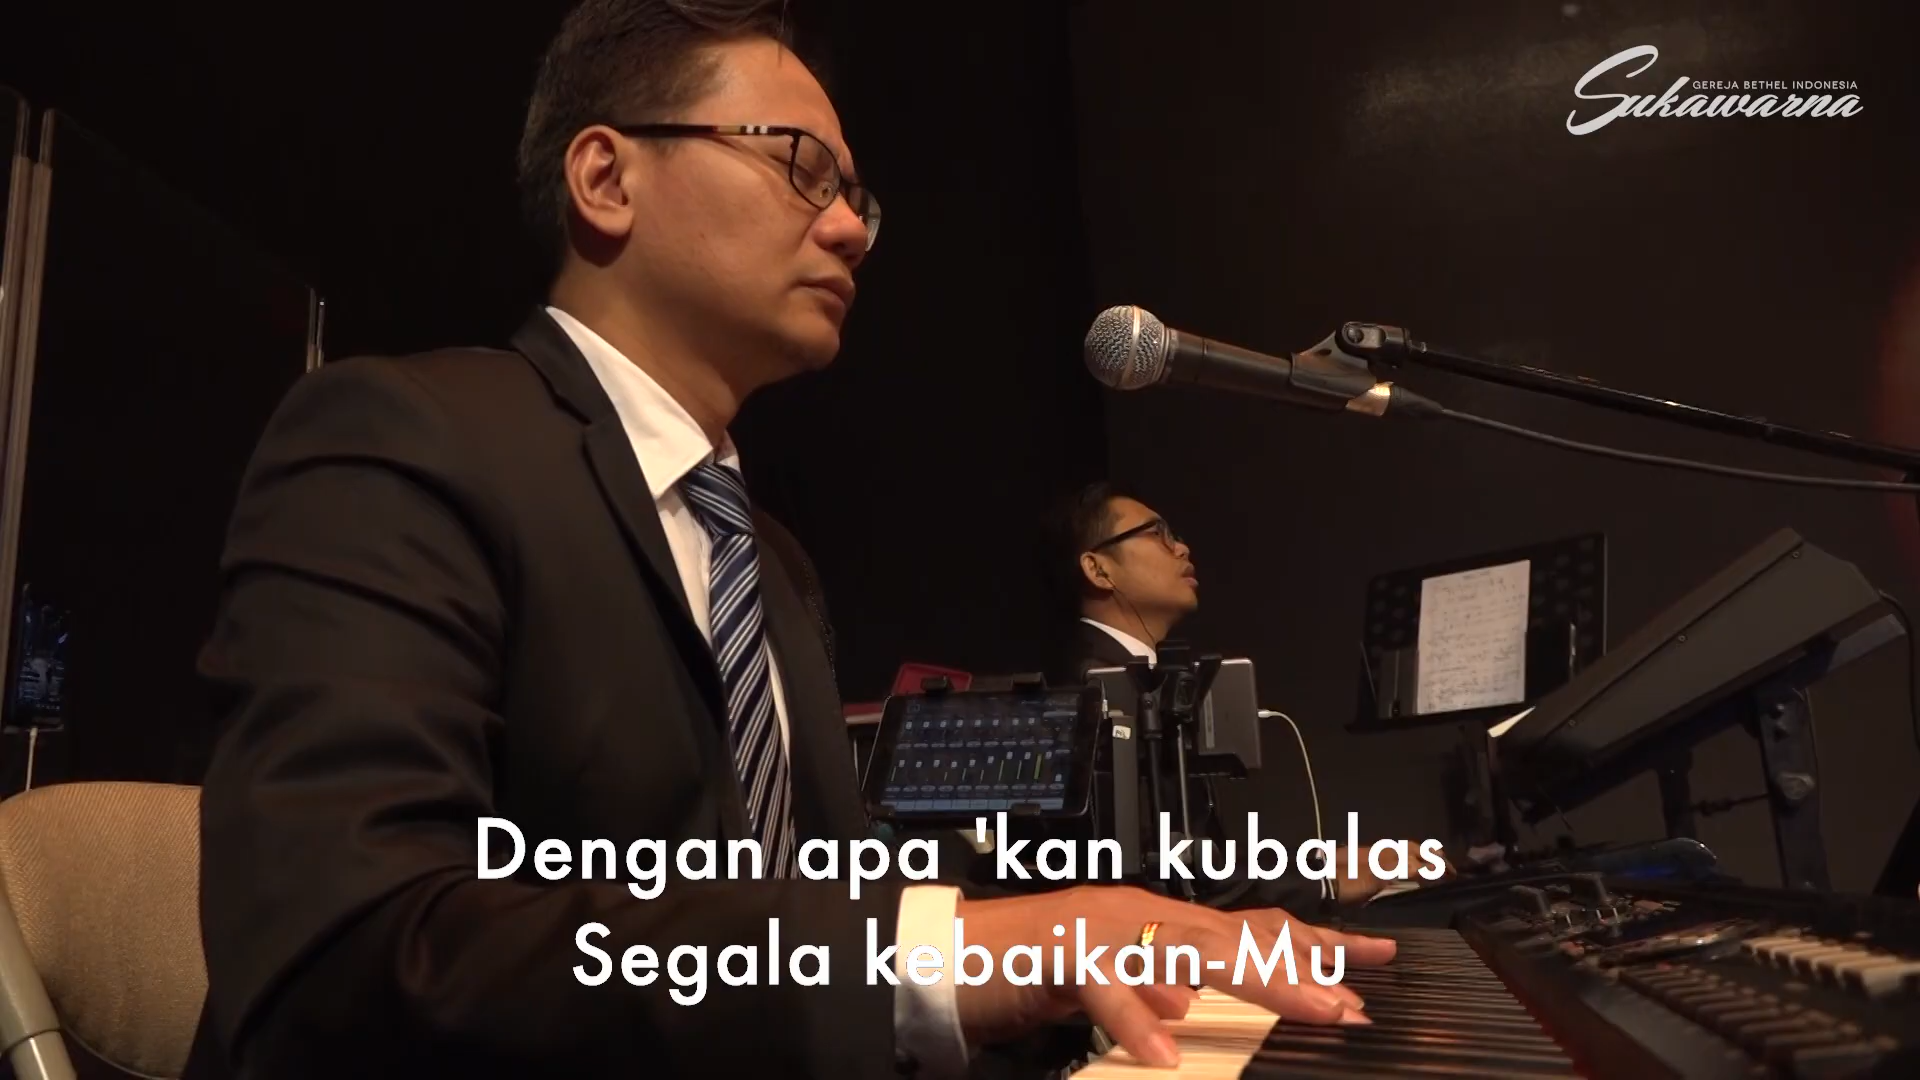 GEREJA BETHEL INDONESIA
Sukawarna
Dengan apa 'kan kubalas
Segala kebaikan-Mu